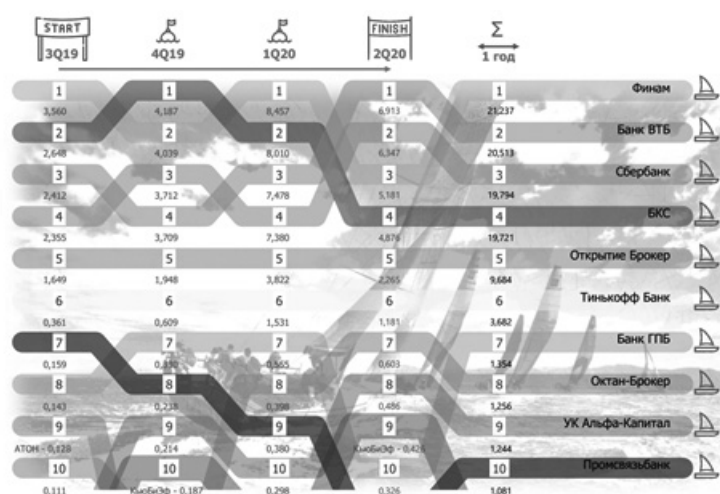 START FINISH Σ
3Q19 4Q19 1Q20 2Q20 1 год
1 1 1 1 1 Финам
3,560 4,187 8,457 6,913 21,237
2 2 2 2 2 Банк ВТБ
2,648 4,039 8,010 6,347 20,513
3 3 3 3 3 Сбербанк
2,412 3,712 7,478 5,181 19,794
4 4 4 4 4 БКС
2,355 3,709 7,380 4,876 19,721
5 5 5 5 5 Открытие Брокер
1,649 1,948 3,822 2,265 9,684
6 6 6 6 6 Тинькофф Банк
0,361 0,609 1,531 1,181 3,682
7 7 7 7 7 Банк ГПБ
0,159 0,565 0,603 1,354
8 8 8 8 8 Октан-Брокер
0,143 0,238 0,398 0,486 1,256
9 9 9 9 9 УК Альфа-Капитал
АТОН - 0,128 0,214 0,380 КьюБиЭф - 0,426 1,244
10 10 10 10 10 Промсвязьбанк
0,111 КьюБиЭф - 0,187 0,298 0,326 1,081